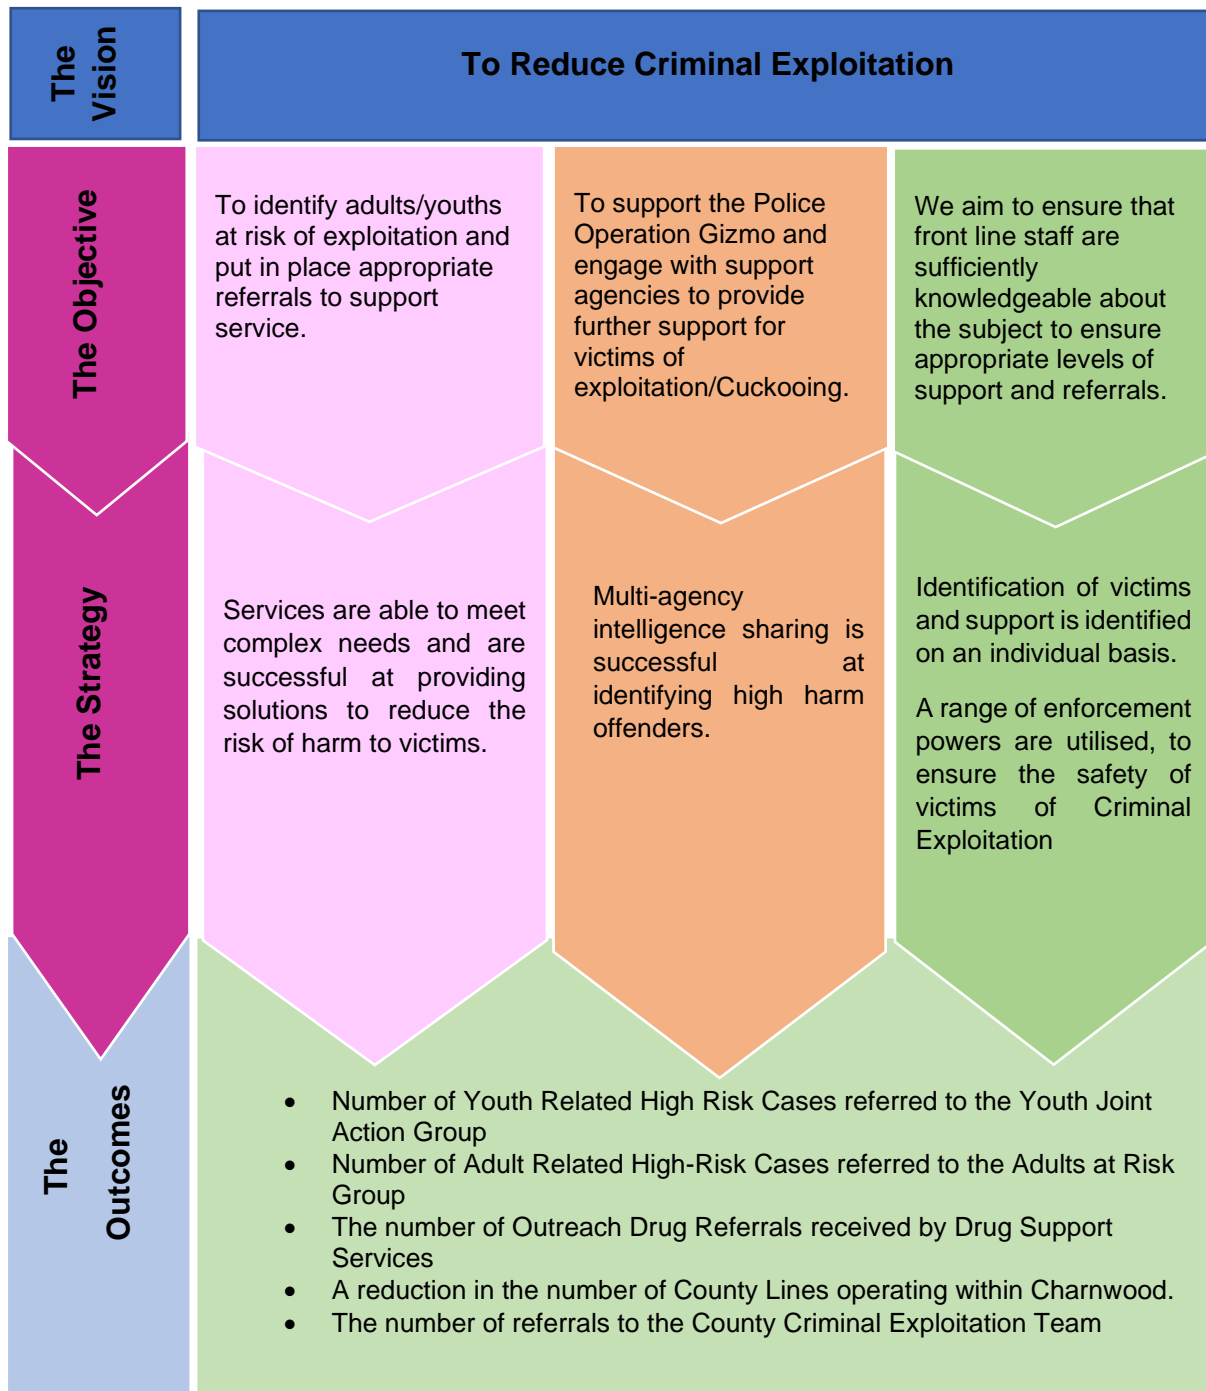 The
Vision
To Reduce Criminal Exploitation
The Objective
To identify adults/youths
at risk of exploitation and
put in place appropriate
referrals to support
service.
To support the Police
Operation Gizmo and
engage with support
agencies to provide
further support for
victims of
exploitation/Cuckooing.
We aim to ensure that
front line staff are
sufficiently
knowledgeable about
the subject to ensure
appropriate levels of
support and referrals.
The Strategy
Services are able to meet
complex needs and are
successful at providing
solutions to reduce the
risk of harm to victims.
Multi-agency
intelligence sharing is
successful at
identifying high harm
offenders.
Identification of victims
and support is identified
on an individual basis.
A range of enforcement
powers are utilised, to
ensure the safety of
victims of Criminal
Exploitation
The
Outcomes
• Number of Youth Related High Risk Cases referred to the Youth Joint
Action Group
• Number of Adult Related High-Risk Cases referred to the Adults at Risk
Group
• The number of Outreach Drug Referrals received by Drug Support
Services
• A reduction in the number of County Lines operating within Charnwood.
• The number of referrals to the County Criminal Exploitation Team